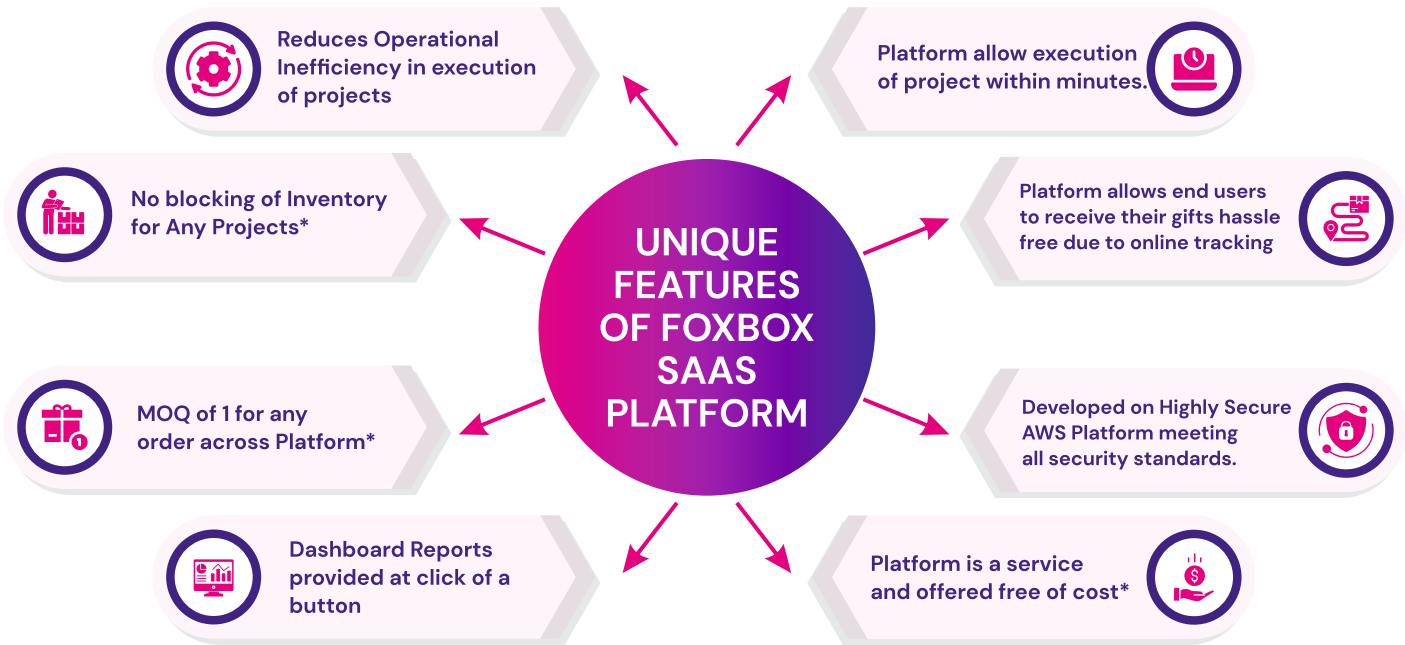 Reduces Operational
Inefficiency in execution
of projects
Platform allow execution
of project within minutes.
No blocking of Inventory
for Any Projects*
Platform allows end users
to receive their gifts hassle
free due to online tracking
UNIQUE
FEATURES
OF FOXBOX
SAAS
PLATFORM
MOQ of 1 for any
order across Platform*
1
Developed on Highly Secure
AWS Platform meeting
all security standards.
Dashboard Reports
provided at click of a
button
Platform is a service
and offered free of cost*
$